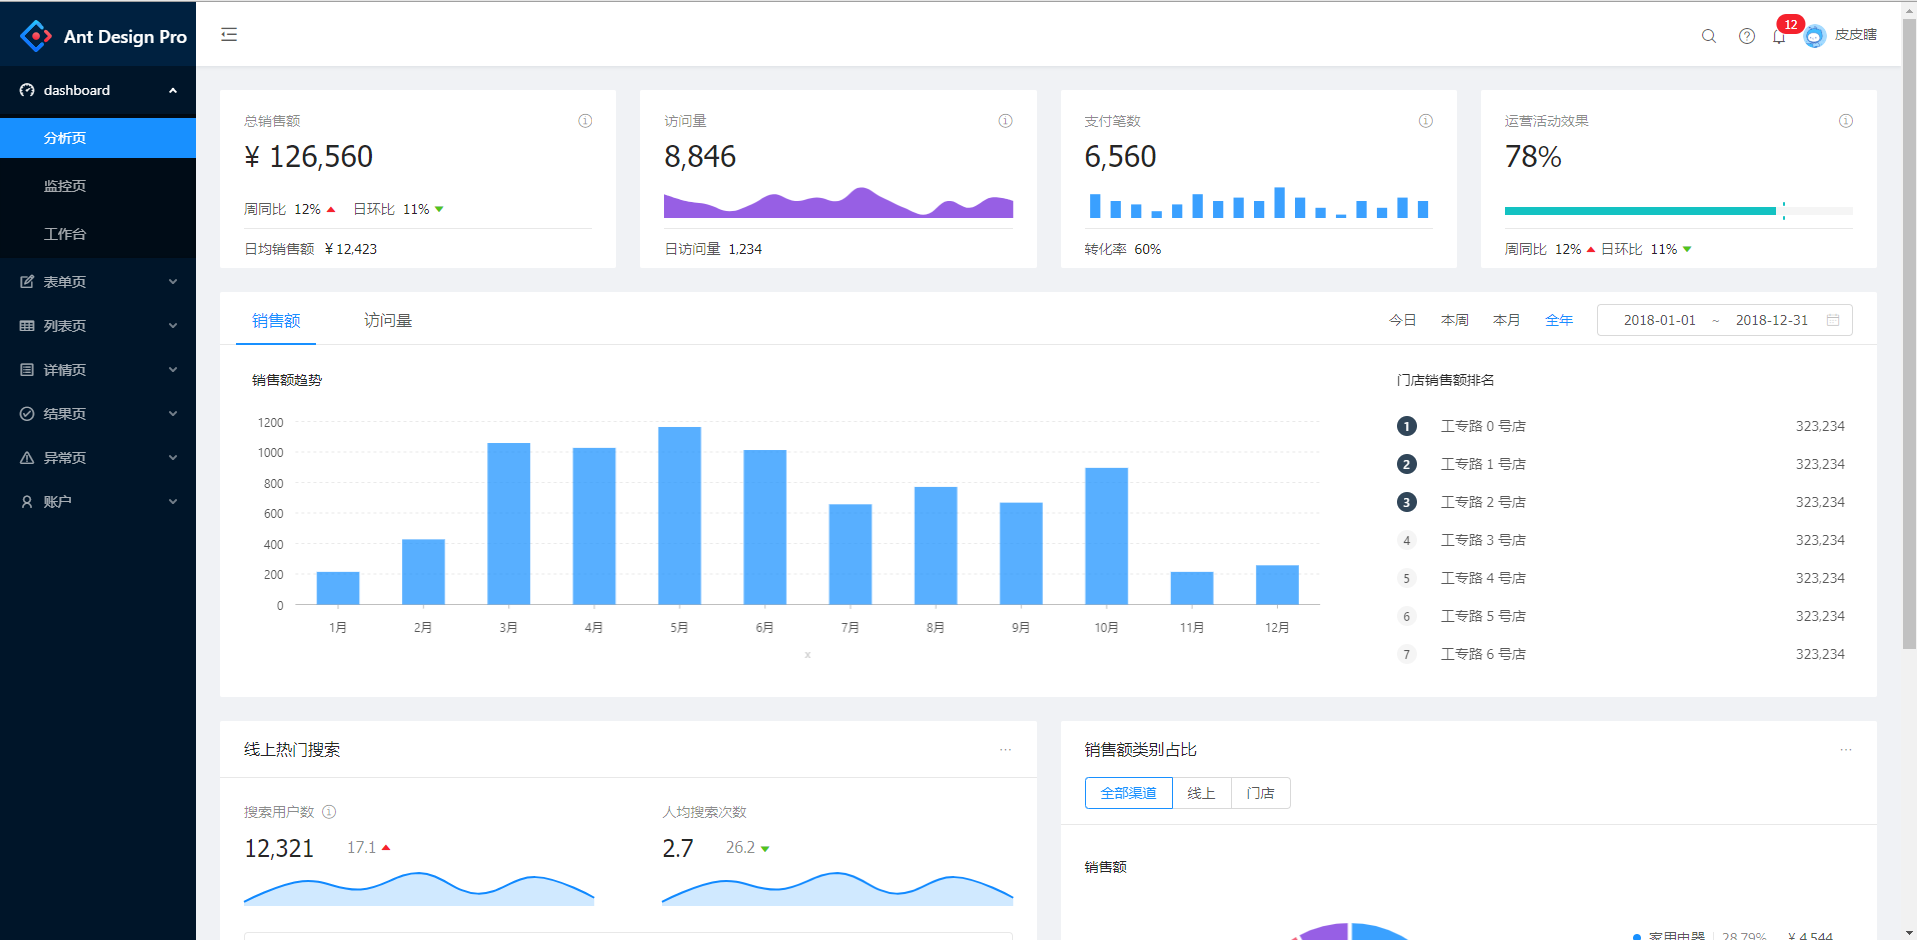 Ant Design Pro
12
皮皮瞎
dashboard
分析页
监控页
工作台
表单页
列表页
详情页
结果页
异常页
账户
总销售额
¥ 126,560
周同比 12% 日环比 11%
日均销售额 ¥ 12,423
访问量
8,846
日访问量 1,234
支付笔数
6,560
转化率 60%
运营活动效果
78%
周同比 12% 日环比 11%
销售额 访问量
今日 本周 本月 全年 2018-01-01 ~ 2018-12-31
销售额趋势
1200
1000
800
600
400
200
0
1月 2月 3月 4月 5月 6月 7月 8月 9月 10月 11月 12月
x
门店销售额排名
1 工专路 0 号店 323,234
2 工专路 1 号店 323,234
3 工专路 2 号店 323,234
4 工专路 3 号店 323,234
5 工专路 4 号店 323,234
6 工专路 5 号店 323,234
7 工专路 6 号店 323,234
线上热门搜索
搜索用户数
12,321 17.1
人均搜索次数
2.7 26.2
销售额类别占比
全部渠道 线上 门店
销售额
家用电器 28.79% ¥ 4,544